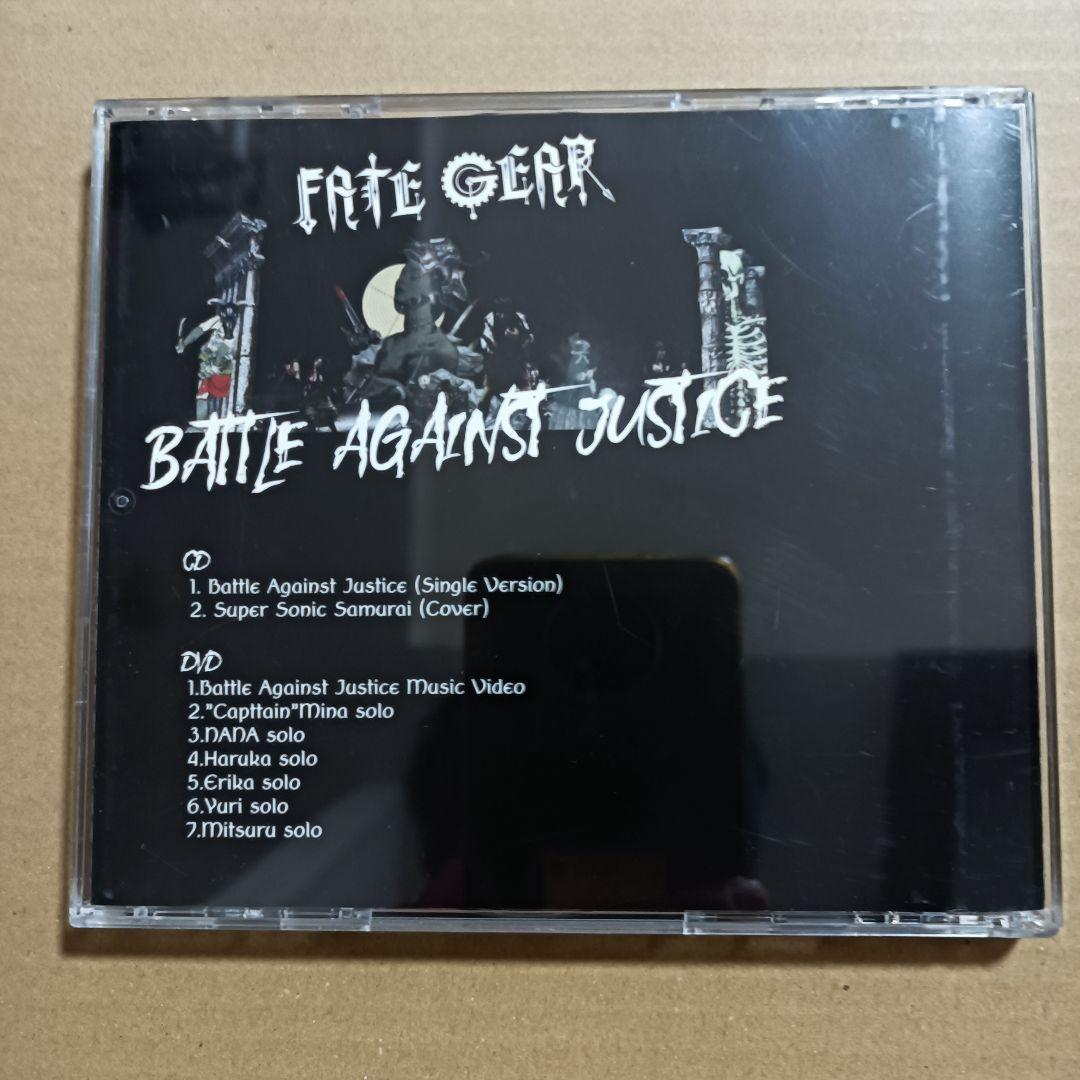 FATE GEAR
BATTLE AGAINST JUSTICE
CD
1. Battle Against Justice (Single Version)
2. Super Sonic Samurai (Cover)
DVD
1.Battle Against Justice Music Video
2."Capttain"Mina solo
3.NANA solo
4.Haruka solo
5.Erika solo
6.Yuri solo
7.Mitsuru solo